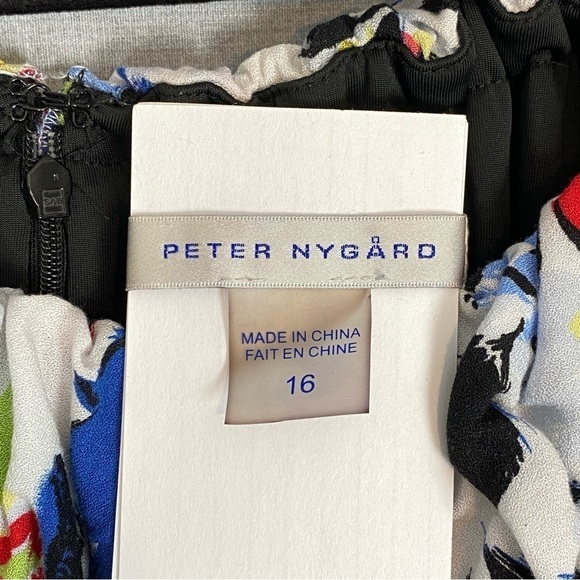 PETER NYGÅRD
MADE IN CHINA
FAIT EN CHINE
16